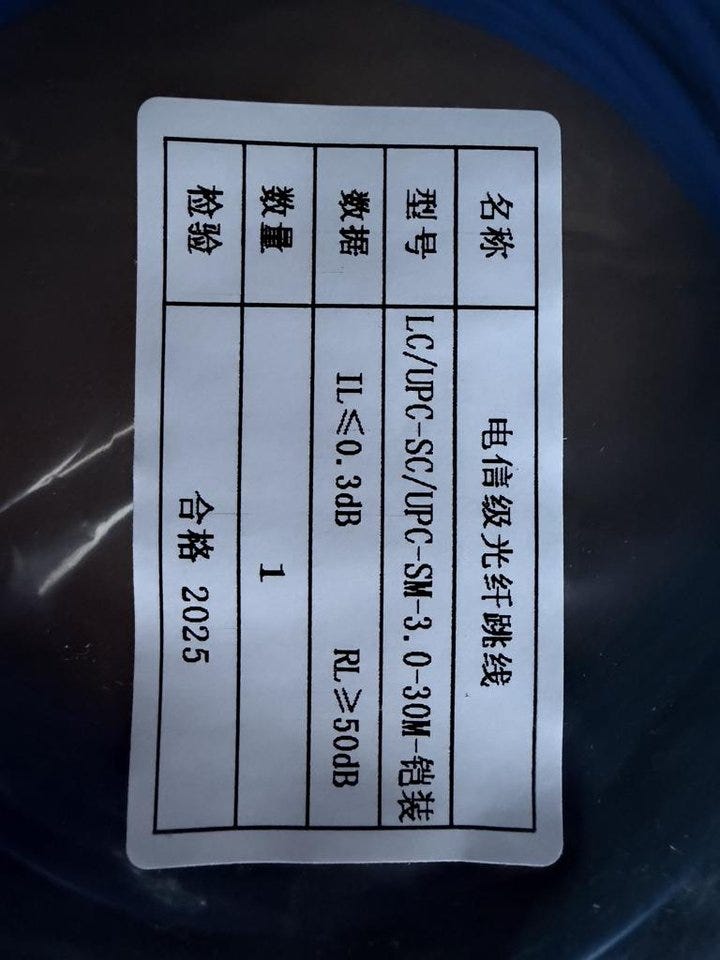 名称 电信级光纤跳线
型号 LC/UPC-SC/UPC-SM-3.0-30M-铠装
数据 IL≤0.3dB RL≥50dB
数量 1
检验 合格 2025